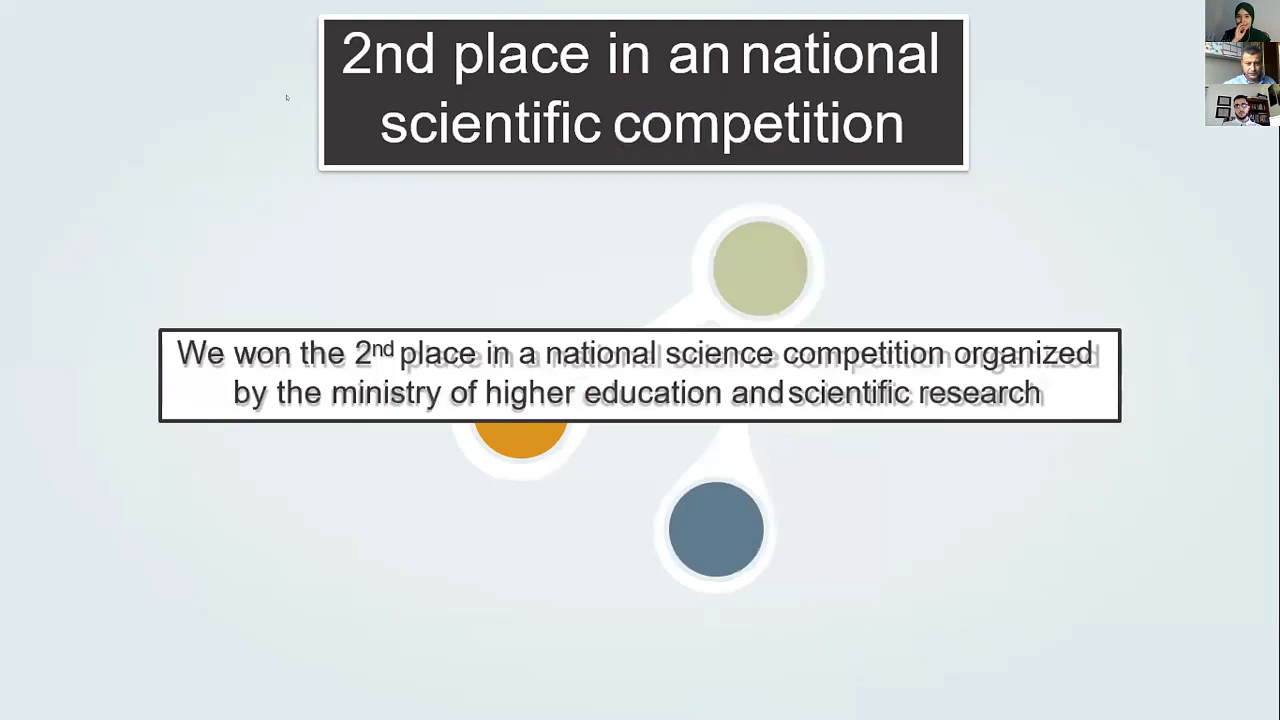 2nd place in an national
scientific competition
We won the 2nd place in a national science competition organized
by the ministry of higher education and scientific research